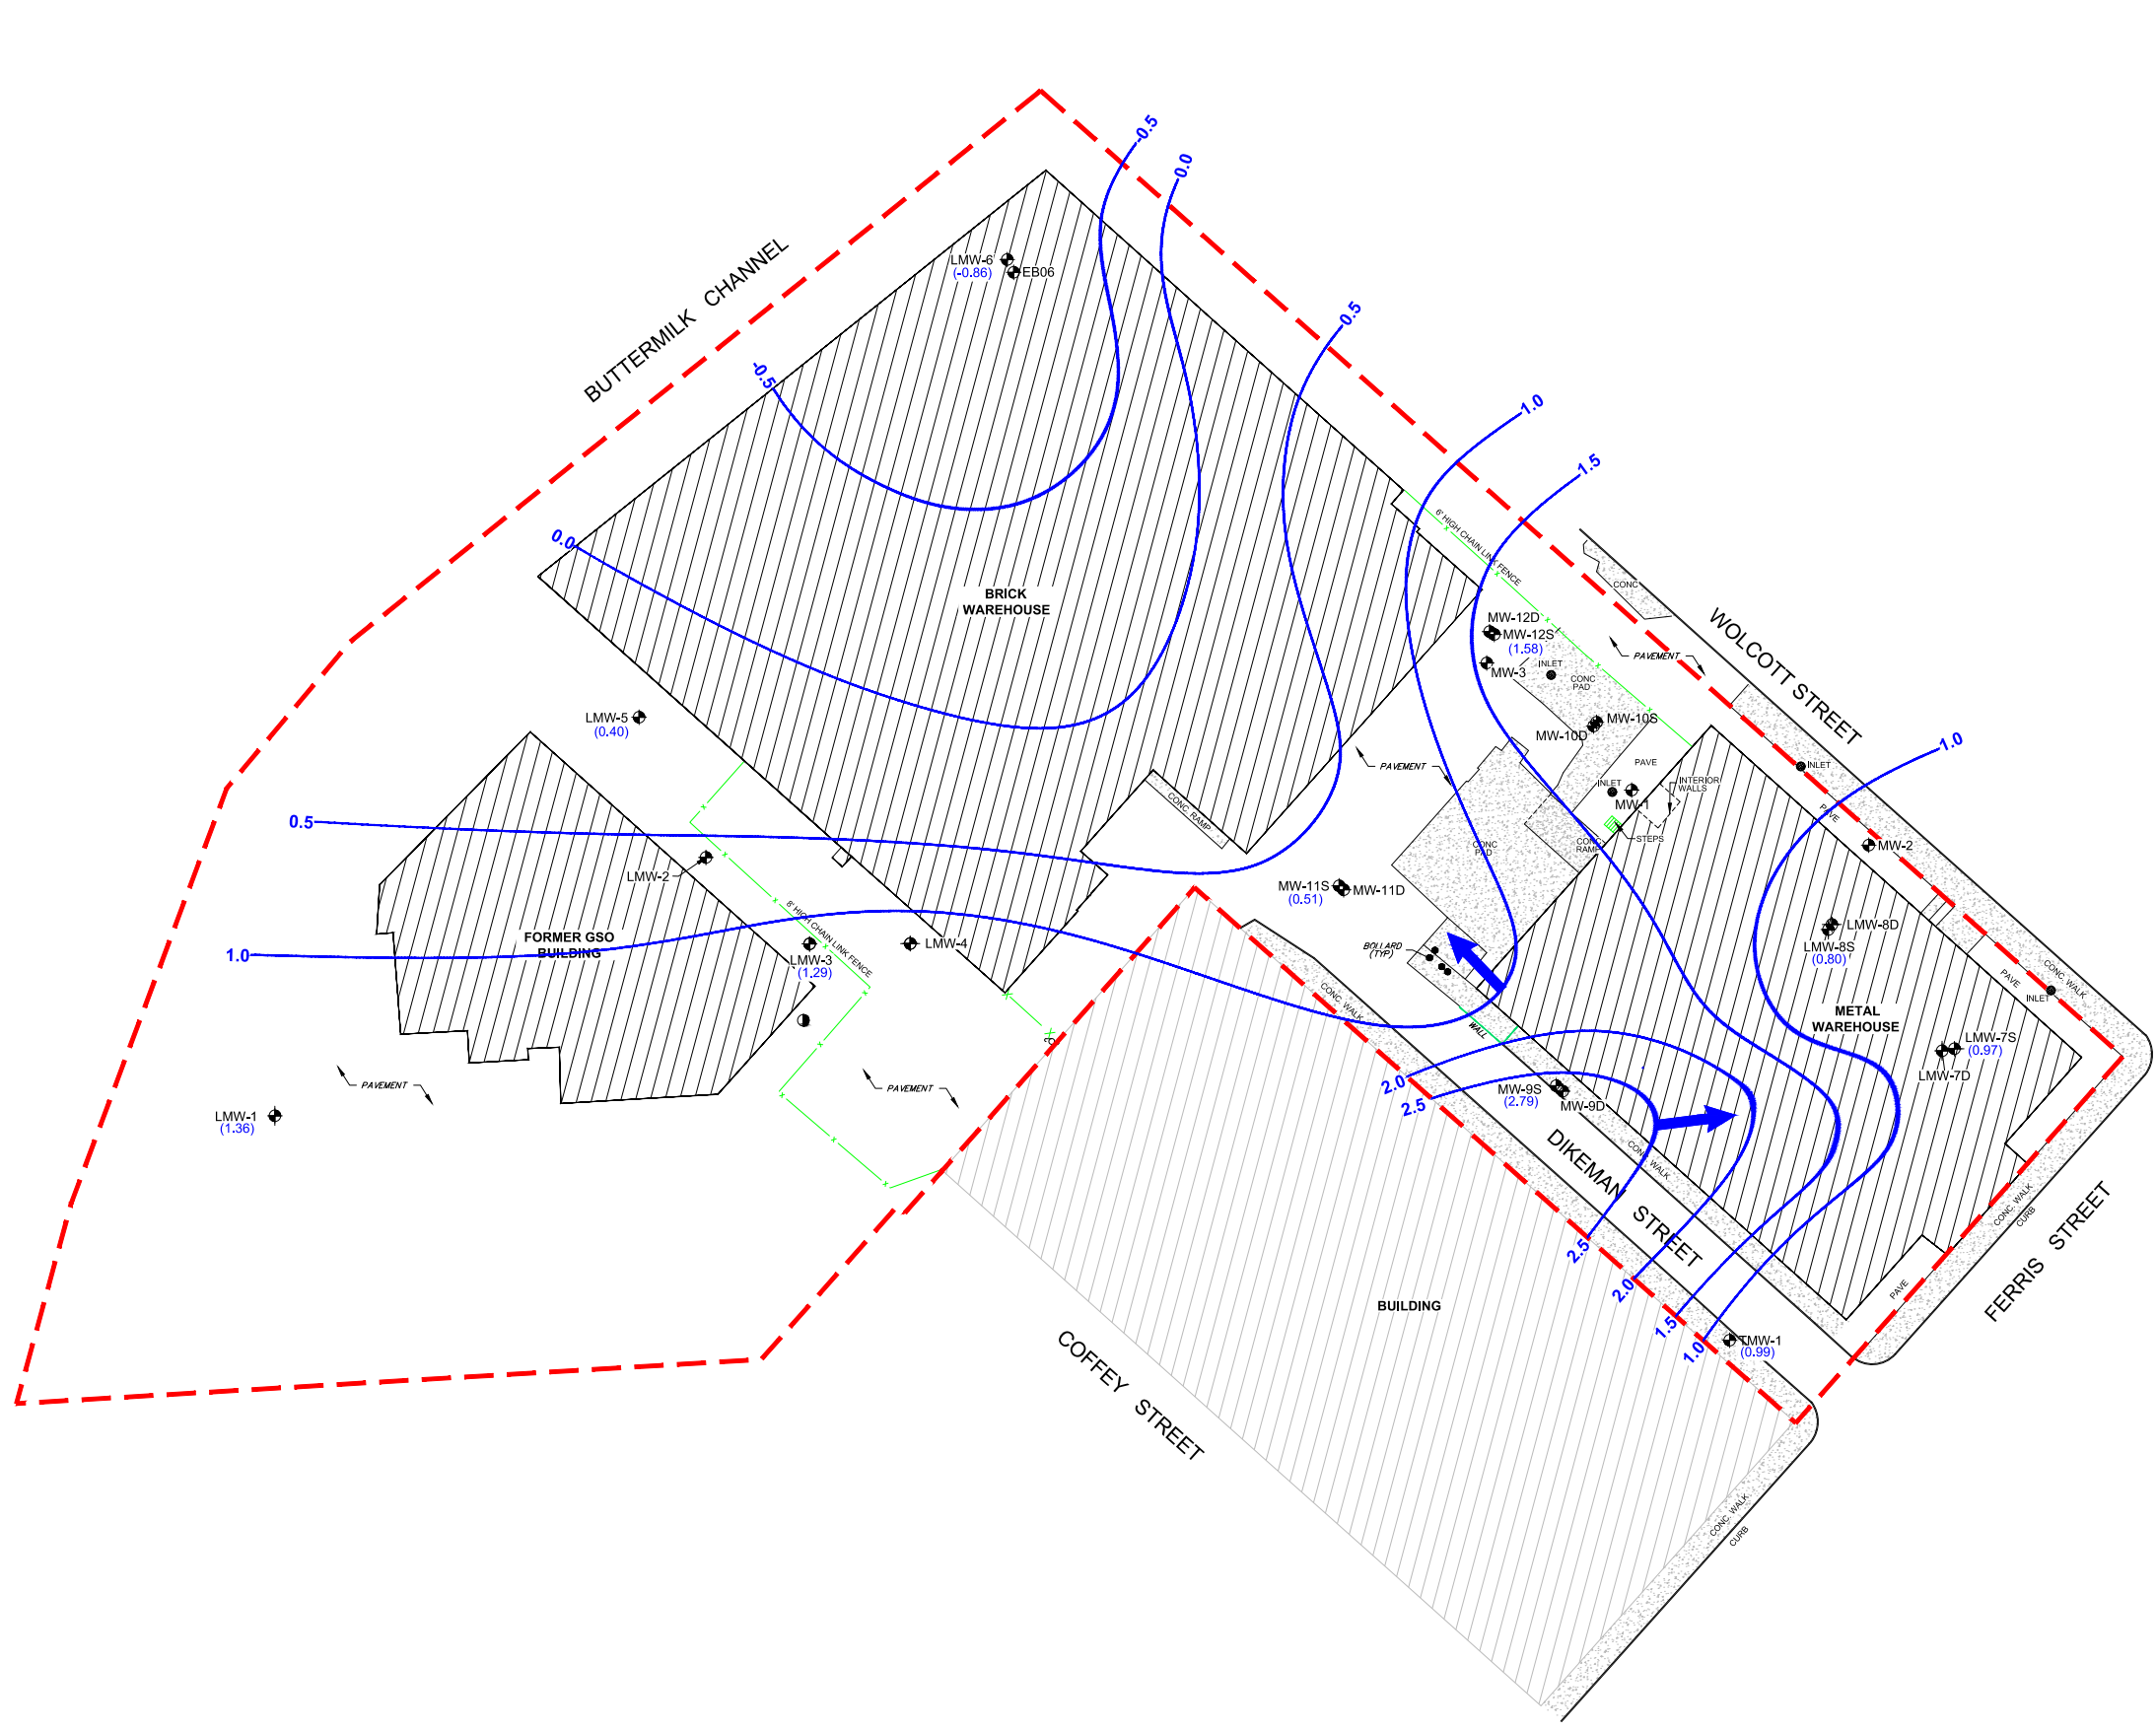 -0.5
0.0
BUTTERMILK CHANNEL
LMW-6
(-0.86)
EB06
0.5
-0.5
1.0
1.5
0.0
6' HIGH CHAIN LINK FENCE
CONC
BRICK
WAREHOUSE
MW-12D
MW-12S
(1.58)
MW-3
INLET
CONC
PAD
PAVEMENT
WOLCOTT STREET
LMW-5
(0.40)
MW-10S
MW-10D
1.0
PAVEMENT
PAVE
INLET
INLET
INTERIOR
WALLS
MW-1
STEPS
CONC
RAMP
CONC
PAD
CONC. RAMP
0.5
PAVE
MW-2
LMW-2
MW-11S
(0.51)
MW-11D
6' HIGH CHAIN LINK FENCE
LMW-8D
LMW-8S
(0.80)
FORMER GSO
BUILDING
1.0
LMW-3
(1.29)
LMW-4
BOLLARD
(TYP)
CONC. WALK
WALL
CONC. WALK
PAVE
INLET
METAL
WAREHOUSE
LMW-7S
(0.97)
LMW-7D
PAVEMENT
PAVEMENT
LMW-1
(1.36)
2.0
2.5
MW-9S
(2.79)
MW-9D
DIKEMAN STREET
CONC. WALK
CONC. WALK
CURB
FERRIS STREET
2.5
2.0
1.5
1.0
PAVE
BUILDING
TMW-1
(0.99)
COFFEY STREET
CONC. WALK
CURB